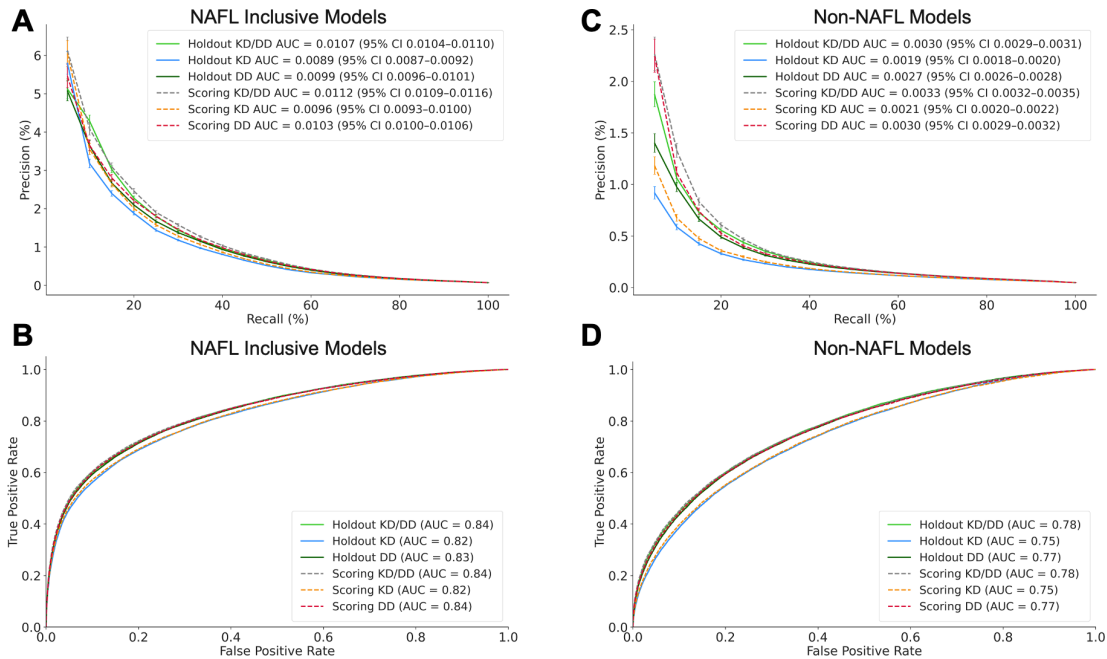 A
NAFL Inclusive Models
Precision (%)
6
5
4
3
2
1
0
Holdout KD/DD AUC = 0.0107 (95% CI 0.0104–0.0110)
Holdout KD AUC = 0.0089 (95% CI 0.0087–0.0092)
Holdout DD AUC = 0.0099 (95% CI 0.0096–0.0101)
Scoring KD/DD AUC = 0.0112 (95% CI 0.0109–0.0116)
Scoring KD AUC = 0.0096 (95% CI 0.0093–0.0100)
Scoring DD AUC = 0.0103 (95% CI 0.0100–0.0106)
20 40 60 80 100
Recall (%)
C
Non-NAFL Models
Precision (%)
2.5
2.0
1.5
1.0
0.5
0.0
Holdout KD/DD AUC = 0.0030 (95% CI 0.0029–0.0031)
Holdout KD AUC = 0.0019 (95% CI 0.0018–0.0020)
Holdout DD AUC = 0.0027 (95% CI 0.0026–0.0028)
Scoring KD/DD AUC = 0.0033 (95% CI 0.0032–0.0035)
Scoring KD AUC = 0.0021 (95% CI 0.0020–0.0022)
Scoring DD AUC = 0.0030 (95% CI 0.0029–0.0032)
20 40 60 80 100
Recall (%)
B
NAFL Inclusive Models
True Positive Rate
1.0
0.8
0.6
0.4
0.2
0.0
Holdout KD/DD (AUC = 0.84)
Holdout KD (AUC = 0.82)
Holdout DD (AUC = 0.83)
Scoring KD/DD (AUC = 0.84)
Scoring KD (AUC = 0.82)
Scoring DD (AUC = 0.84)
0.0 0.2 0.4 0.6 0.8 1.0
False Positive Rate
D
Non-NAFL Models
True Positive Rate
1.0
0.8
0.6
0.4
0.2
0.0
Holdout KD/DD (AUC = 0.78)
Holdout KD (AUC = 0.75)
Holdout DD (AUC = 0.77)
Scoring KD/DD (AUC = 0.78)
Scoring KD (AUC = 0.75)
Scoring DD (AUC = 0.77)
0.0 0.2 0.4 0.6 0.8 1.0
False Positive Rate